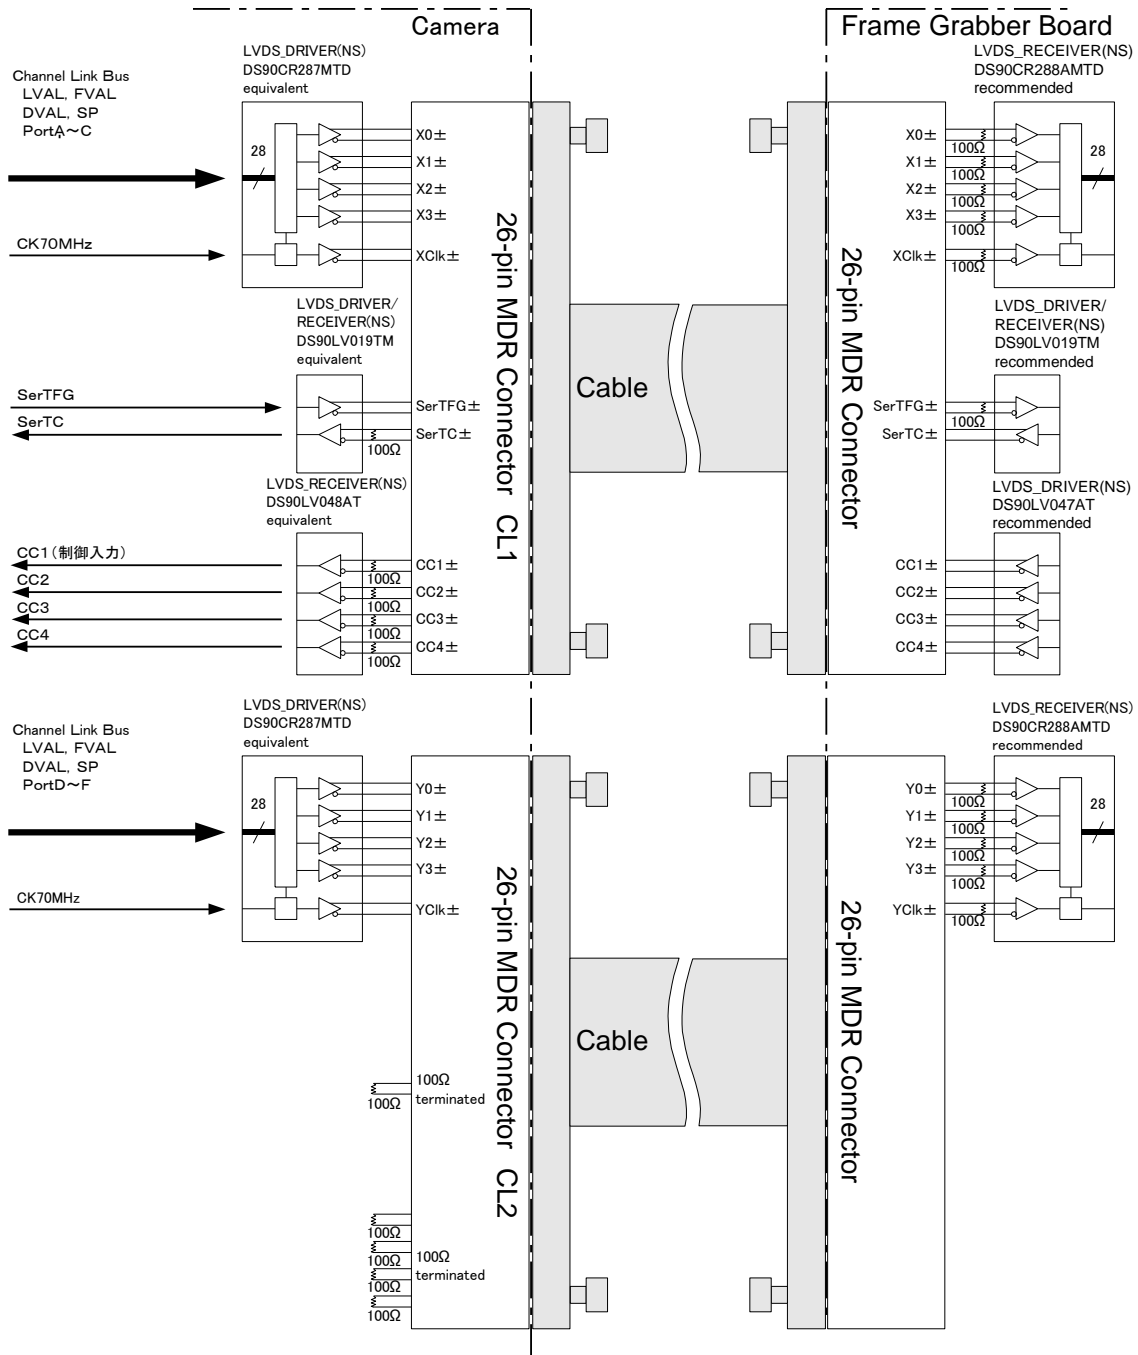 Camera
Frame Grabber Board
LVDS_DRIVER(NS)
DS90CR287MTD
equivalent
LVDS_RECEIVER(NS)
DS90CR288AMTD
recommended
Channel Link Bus
LVAL, FVAL
DVAL, SP
PortA~C
28
X0±
X1±
X2±
X3±
XClk±
CK70MHz
X0±
100Ω
X1±
100Ω
X2±
100Ω
X3±
100Ω
XClk±
100Ω
28
26-pin MDR Connector CL1
26-pin MDR Connector
Cable
LVDS_DRIVER/
RECEIVER(NS)
DS90LV019TM
equivalent
LVDS_DRIVER/
RECEIVER(NS)
DS90LV019TM
recommended
SerTFG
SerTC
SerTFG±
SerTC±
100Ω
SerTFG±
100Ω
SerTC±
LVDS_RECEIVER(NS)
DS90LV048AT
equivalent
LVDS_DRIVER(NS)
DS90LV047AT
recommended
CC1(制御入力)
CC2
CC3
CC4
CC1±
100Ω
CC2±
100Ω
CC3±
100Ω
CC4±
100Ω
CC1±
CC2±
CC3±
CC4±
LVDS_DRIVER(NS)
DS90CR287MTD
equivalent
LVDS_RECEIVER(NS)
DS90CR288AMTD
recommended
Channel Link Bus
LVAL, FVAL
DVAL, SP
PortD~F
28
Y0±
Y1±
Y2±
Y3±
YClk±
CK70MHz
Y0±
100Ω
Y1±
100Ω
Y2±
100Ω
Y3±
100Ω
YClk±
100Ω
28
26-pin MDR Connector CL2
26-pin MDR Connector
Cable
100Ω
terminated
100Ω
100Ω
100Ω
terminated
100Ω
100Ω
100Ω